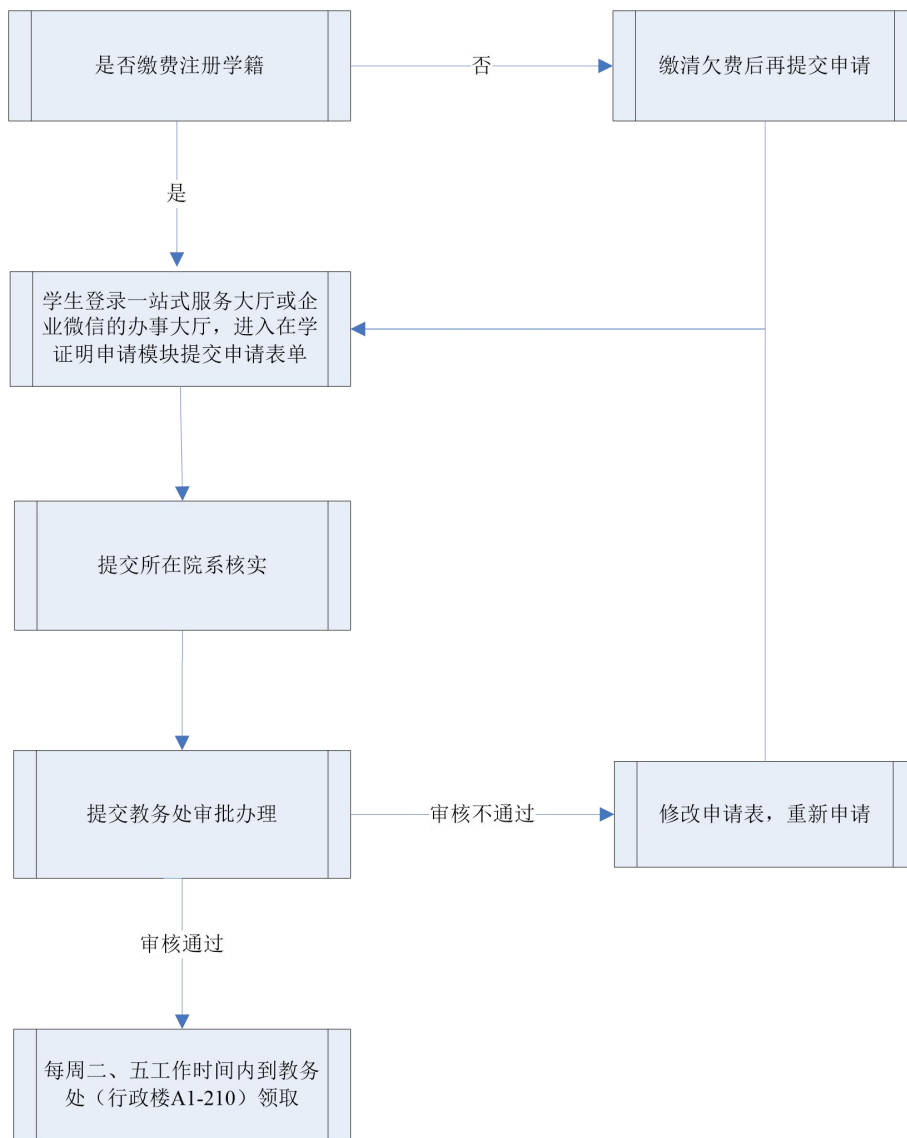 是否缴费注册学籍
否
缴清欠费后再提交申请
是
学生登录一站式服务大厅或企
业微信的办事大厅，进入在学
证明申请模块提交申请表单
提交所在院系核实
提交教务处审批办理
审核不通过
修改申请表，重新申请
审核通过
每周二、五工作时间内到教务
处（行政楼A1-210）领取